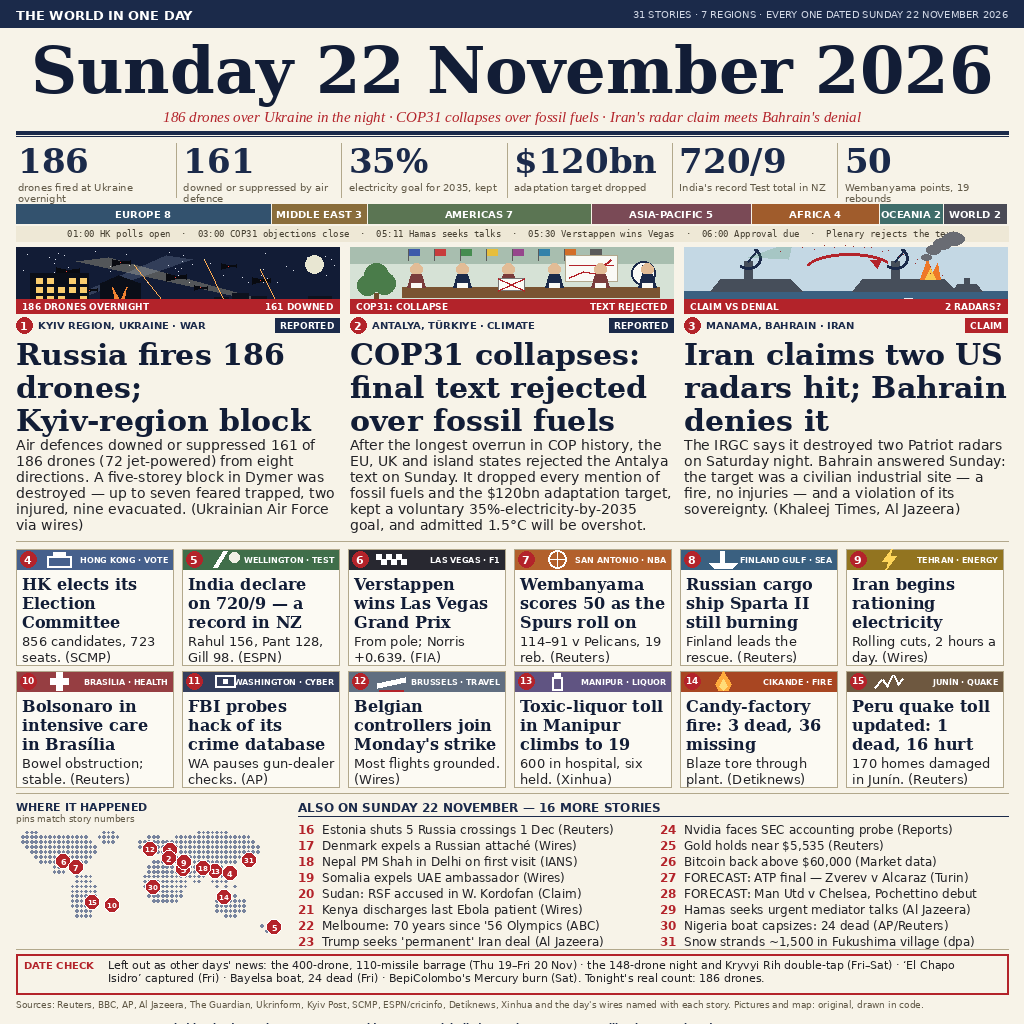 THE WORLD IN ONE DAY
31 STORIES · 7 REGIONS · EVERY ONE DATED SUNDAY 22 NOVEMBER 2026
Sunday 22 November 2026
186 drones over Ukraine in the night · COP31 collapses over fossil fuels · Iran's radar claim meets Bahrain's denial
186
drones fired at Ukraine
overnight
161
downed or suppressed by air
defence
35%
electricity goal for 2035, kept
$120bn
adaptation target dropped
720/9
India's record Test total in NZ
50
Wembanyama points, 19
rebounds
EUROPE 8
MIDDLE EAST 3
AMERICAS 7
ASIA-PACIFIC 5
AFRICA 4
OCEANIA 2
WORLD 2
01:00 HK polls open · 03:00 COP31 objections close · 05:11 Hamas seeks talks · 05:30 Verstappen wins Vegas · 06:00 Approval due · Plenary rejects the
186 DRONES OVERNIGHT
161 DOWNED
COP31: COLLAPSE
TEXT REJECTED
CLAIM VS DENIAL
2 RADARS?
1 KYIV REGION, UKRAINE · WAR
REPORTED
Russia fires 186
drones;
Kyiv-region block
Air defences downed or suppressed 161 of
186 drones (72 jet-powered) from eight
directions. A five-storey block in Dymer was
destroyed — up to seven feared trapped, two
injured, nine evacuated. (Ukrainian Air Force
via wires)
2 ANTALYA, TÜRKIYE · CLIMATE
REPORTED
COP31 collapses:
final text rejected
over fossil fuels
After the longest overrun in COP history, the
EU, UK and island states rejected the Antalya
text on Sunday. It dropped every mention of
fossil fuels and the $120bn adaptation target,
kept a voluntary 35%-electricity-by-2035
goal, and admitted 1.5°C will be overshot.
3 MANAMA, BAHRAIN · IRAN
CLAIM
Iran claims two US
radars hit; Bahrain
denies it
The IRGC says it destroyed two Patriot radars
on Saturday night. Bahrain answered Sunday:
the target was a civilian industrial site — a
fire, no injuries — and a violation of its
sovereignty. (Khaleej Times, Al Jazeera)
4 HONG KONG · VOTE
HK elects its
Election
Committee
856 candidates, 723
seats. (SCMP)
5 WELLINGTON · TEST
India declare
on 720/9 — a
record in NZ
Rahul 156, Pant 128,
Gill 98. (ESPN)
6 LAS VEGAS · F1
Verstappen
wins Las Vegas
Grand Prix
From pole; Norris
+0.639. (FIA)
7 SAN ANTONIO · NBA
Wembanyama
scores 50 as the
Spurs roll on
114–91 v Pelicans, 19
reb. (Reuters)
8 FINLAND GULF · SEA
Russian cargo
ship Sparta II
still burning
Finland leads the
rescue. (Reuters)
9 TEHRAN · ENERGY
Iran begins
rationing
electricity
Rolling cuts, 2 hours a
day. (Wires)
10 BRASÍLIA · HEALTH
Bolsonaro in
intensive care
in Brasília
Bowel obstruction;
stable. (Reuters)
11 WASHINGTON · CYBER
FBI probes
hack of its
crime database
WA pauses gun-dealer
checks. (AP)
12 BRUSSELS · TRAVEL
Belgian
controllers join
Monday's strike
Most flights grounded.
(Wires)
13 MANIPUR · LIQUOR
Toxic-liquor toll
in Manipur
climbs to 19
600 in hospital, six
held. (Xinhua)
14 CIKANDE · FIRE
Candy-factory
fire: 3 dead, 36
missing
Blaze tore through
plant. (Detiknews)
15 JUNÍN · QUAKE
Peru quake toll
updated: 1
dead, 16 hurt
170 homes damaged
in Junín. (Reuters)
WHERE IT HAPPENED
pins match story numbers
12 2 9 6 7 18 13 4 31 30 15 10 14 5
ALSO ON SUNDAY 22 NOVEMBER — 16 MORE STORIES
16 Estonia shuts 5 Russia crossings 1 Dec (Reuters)
17 Denmark expels a Russian attaché (Wires)
18 Nepal PM Shah in Delhi on first visit (IANS)
19 Somalia expels UAE ambassador (Wires)
20 Sudan: RSF accused in W. Kordofan (Claim)
21 Kenya discharges last Ebola patient (Wires)
22 Melbourne: 70 years since '56 Olympics (ABC)
23 Trump seeks 'permanent' Iran deal (Al Jazeera)
24 Nvidia faces SEC accounting probe (Reports)
25 Gold holds near $5,535 (Reuters)
26 Bitcoin back above $60,000 (Market data)
27 FORECAST: ATP final — Zverev v Alcaraz (Turin)
28 FORECAST: Man Utd v Chelsea, Pochettino debut
29 Hamas seeks urgent mediator talks (Al Jazeera)
30 Nigeria boat capsizes: 24 dead (AP/Reuters)
31 Snow strands ~1,500 in Fukushima village (dpa)
DATE CHECK
Left out as other days' news: the 400-drone, 110-missile barrage (Thu 19–Fri 20 Nov) · the 148-drone night and Kryvyi Rih double-tap (Fri–Sat) · 'El Chapo
Isidro' captured (Fri) · Bayelsa boat, 24 dead (Fri) · BepiColombo's Mercury burn (Sat). Tonight's real count: 186 drones.
Sources: Reuters, BBC, AP, Al Jazeera, The Guardian, Ukrinform, Kyiv Post, SCMP, ESPN/cricinfo, Detiknews, Xinhua and the day's wires named with each story. Pictures and map: original, drawn in code.